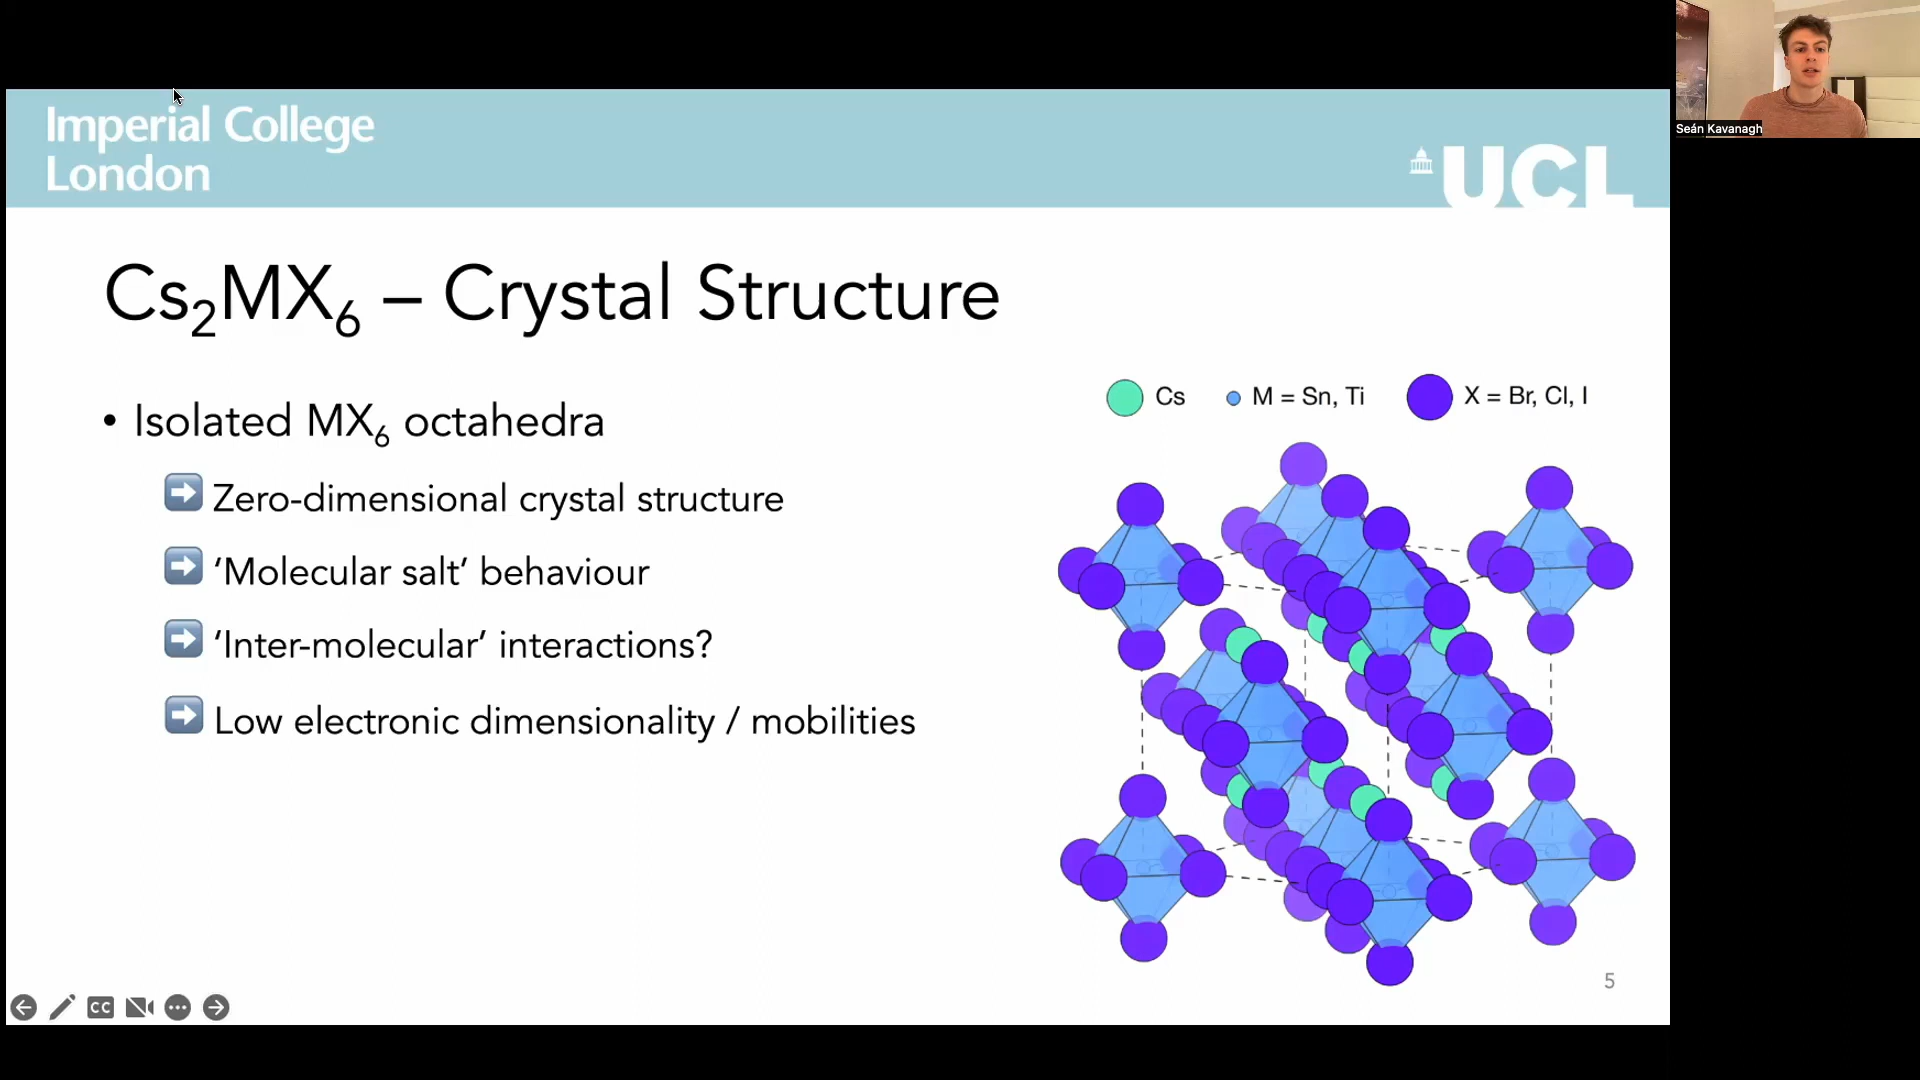 Imperial College
London
UCL
Seán Kavanagh
Cs₂MX₆ – Crystal Structure
• Isolated MX₆ octahedra
➡ Zero-dimensional crystal structure
➡ ‘Molecular salt’ behaviour
➡ ‘Inter-molecular’ interactions?
➡ Low electronic dimensionality / mobilities
Cs M = Sn, Ti X = Br, Cl, I
5
CC